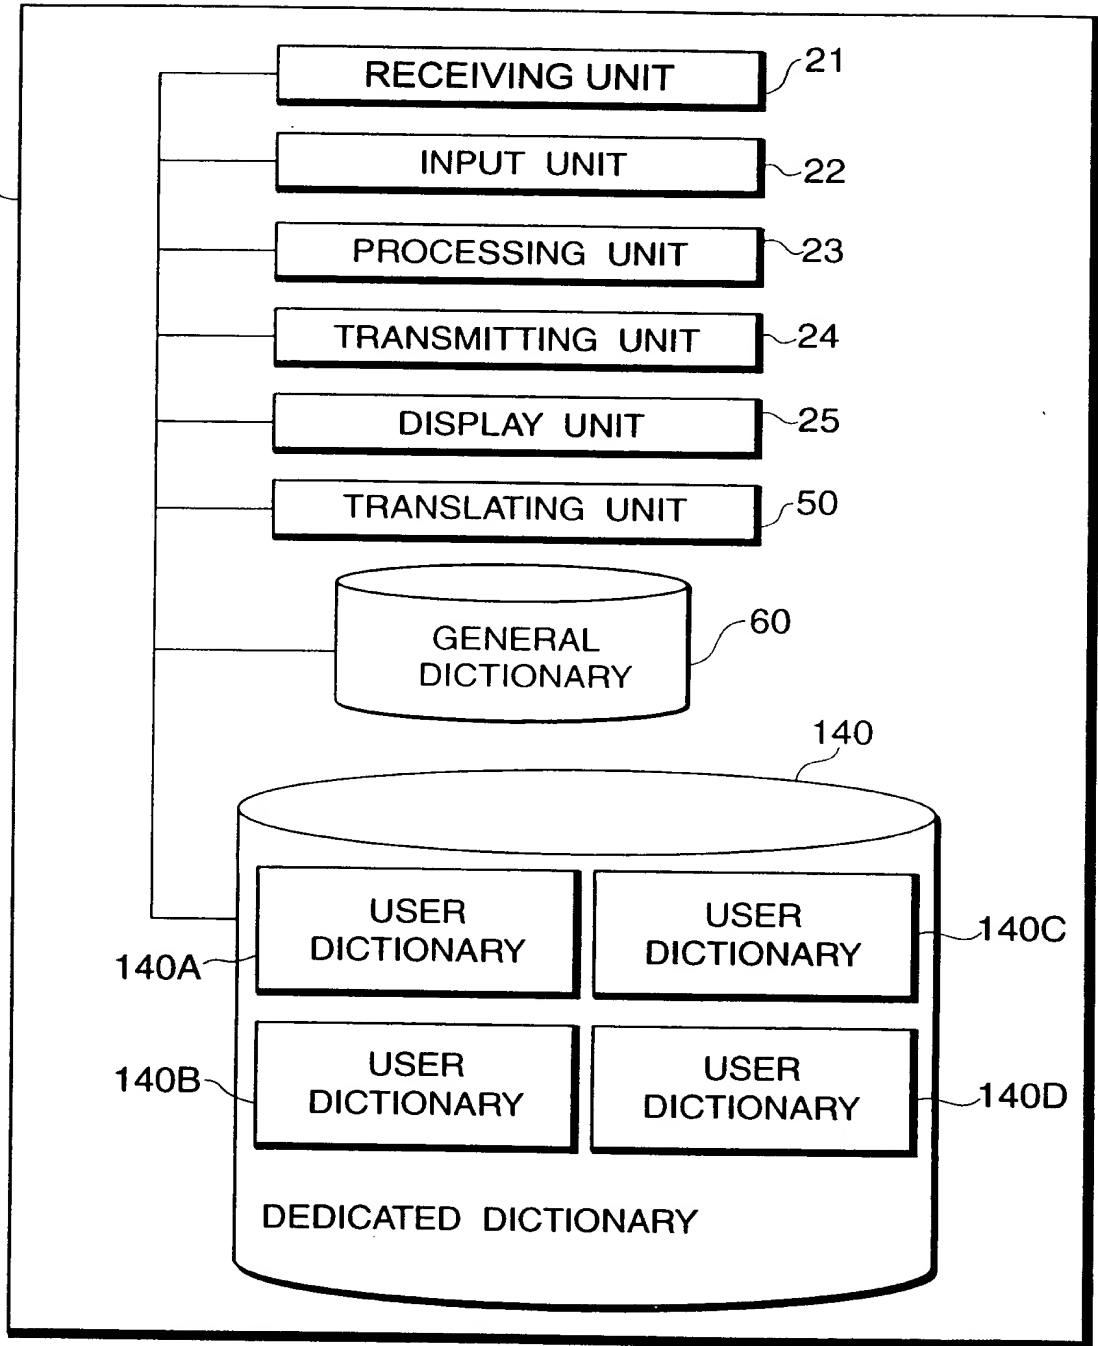 RECEIVING UNIT 21
INPUT UNIT 22
PROCESSING UNIT 23
TRANSMITTING UNIT 24
DISPLAY UNIT 25
TRANSLATING UNIT 50
GENERAL
DICTIONARY
60
140
USER
DICTIONARY
140A
USER
DICTIONARY
140C
USER
DICTIONARY
140B
USER
DICTIONARY
140D
DEDICATED DICTIONARY